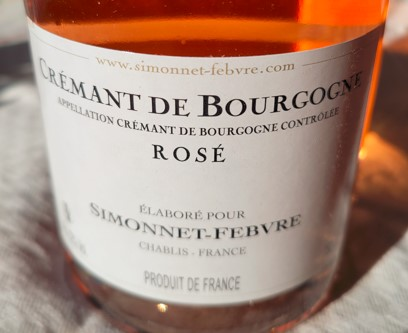 www.simonnet-febvre.com
CRÉMANT DE BOURGOGNE
APPELLATION CRÉMANT DE BOURGOGNE CONTRÔLÉE
ROSÉ
ÉLABORÉ POUR
SIMONNET-FEBVRE
CHABLIS - FRANCE
PRODUIT DE FRANCE